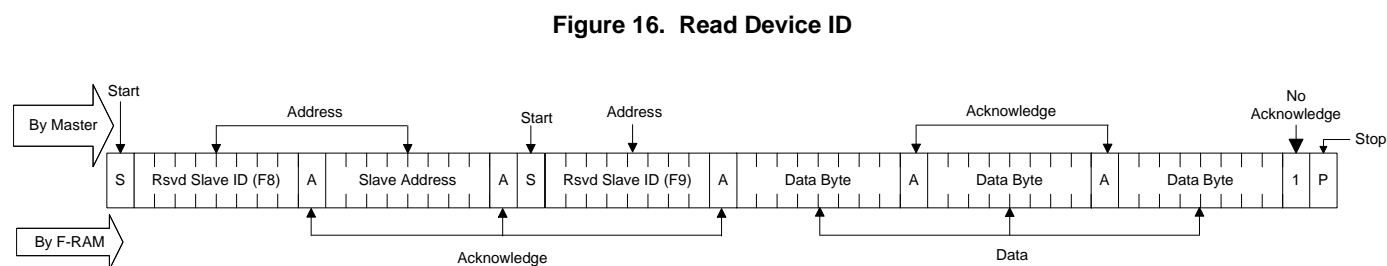 Figure 16.  Read Device ID
No
Acknowledge
Start
Address
Start
Address
Acknowledge
By Master
Stop
S
Rsvd Slave ID (F8)
A
Slave Address
A
S
Rsvd Slave ID (F9)
A
Data Byte
A
Data Byte
A
Data Byte
1
P
By F-RAM
Acknowledge
Data